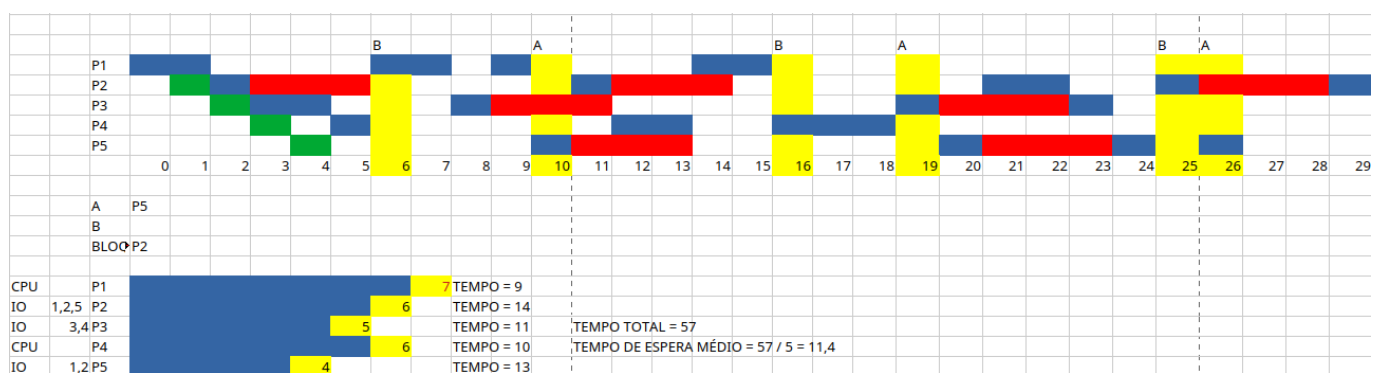 B A B A B A
P1
P2
P3
P4
P5
0 1 2 3 4 5 6 7 8 9 10 11 12 13 14 15 16 17 18 19 20 21 22 23 24 25 26 27 28 29
A P5
B
BLOQ P2
CPU P1 7 TEMPO = 9
IO 1,2,5 P2 6 TEMPO = 14
IO 3,4 P3 5 TEMPO = 11 TEMPO TOTAL = 57
CPU P4 6 TEMPO = 10 TEMPO DE ESPERA MÉDIO = 57 / 5 = 11,4
IO 1,2 P5 4 TEMPO = 13